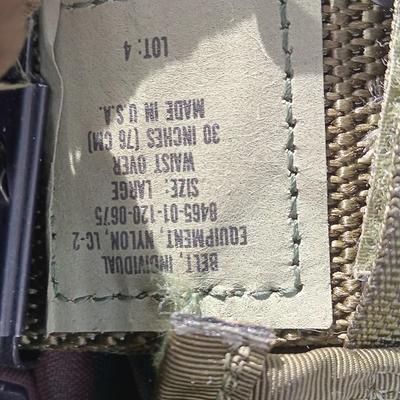 BELT, INDIVIDUAL
EQUIPMENT, NYLON, LC-2
8465-01-120-0675
SIZE: LARGE
WAIST OVER
30 INCHES (76 CM)
MADE IN U.S.A.
LOT: 4